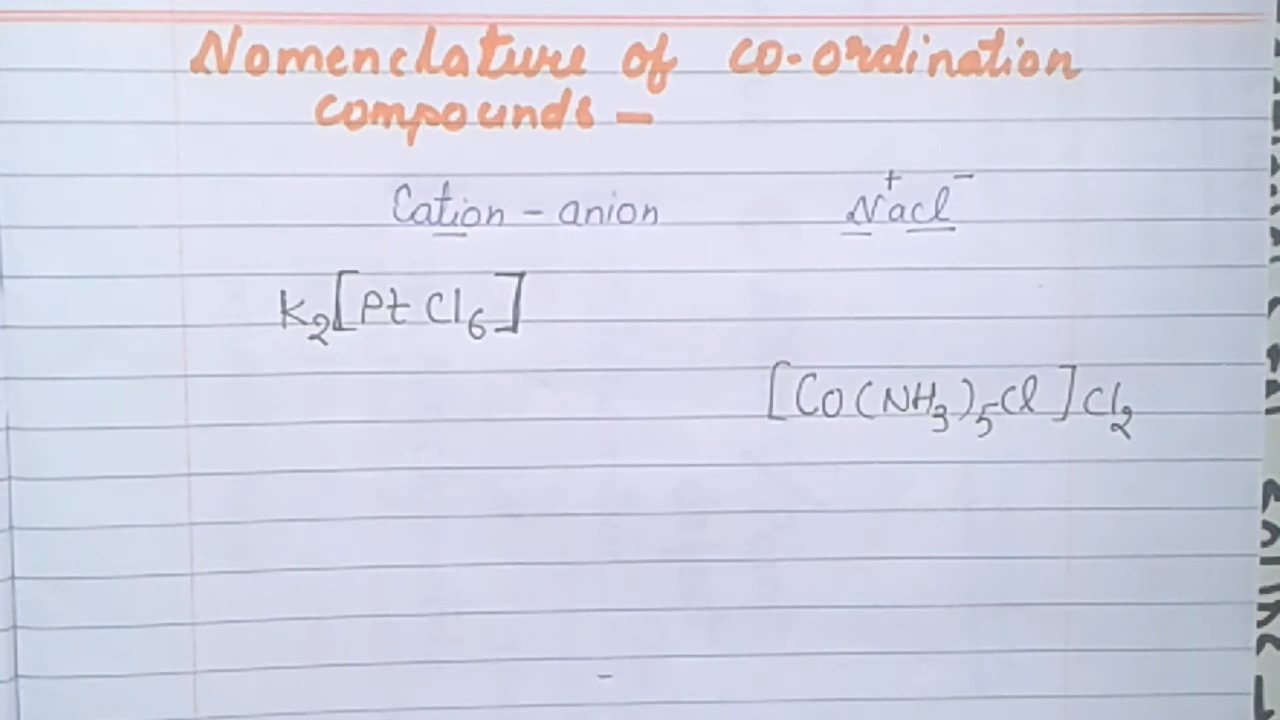 Nomenclature of co-ordination
compounds -
Cation - anion Na⁺Cl⁻
K₂[PtCl₆]
[Co(NH₃)₅Cl]Cl₂